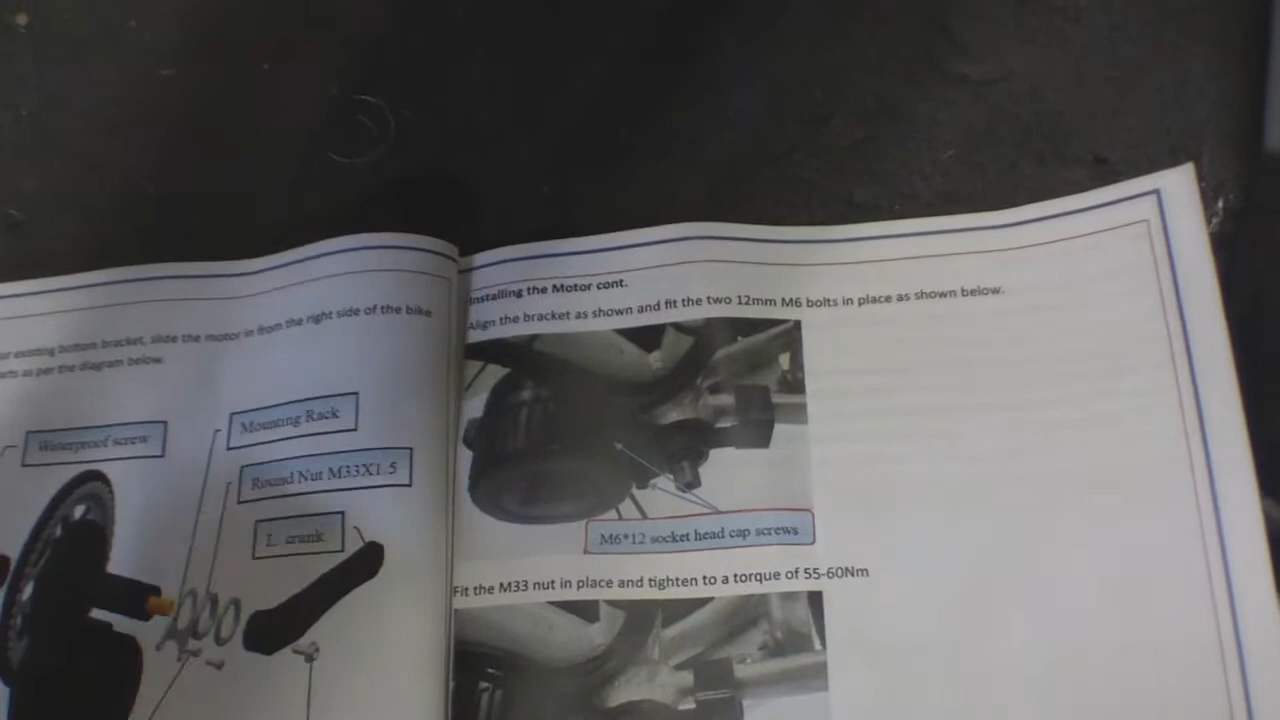 existing bottom bracket, slide the motor in from the right side of the bike
as per the diagram below.
Waterproof screw
Mounting Rack
Round Nut M33X1.5
L crank
Installing the Motor cont.
Align the bracket as shown and fit the two 12mm M6 bolts in place as shown below.
M6*12 socket head cap screws
Fit the M33 nut in place and tighten to a torque of 55-60Nm